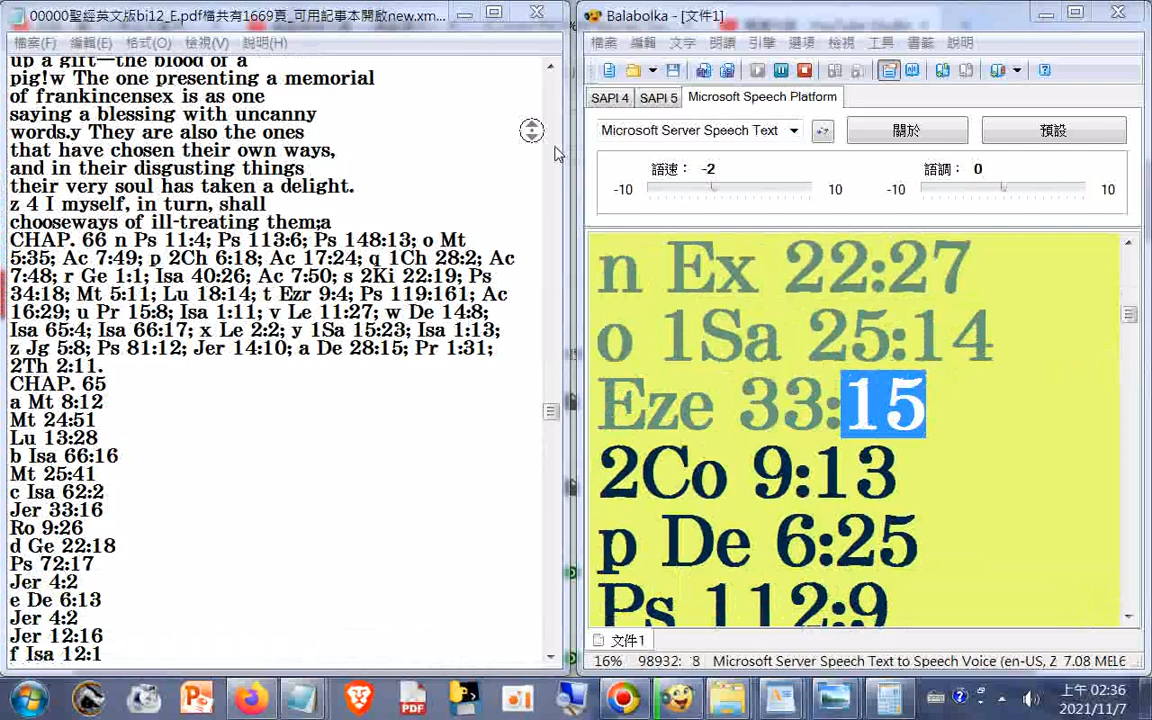 00000聖經英文版bi12_E.pdf檔共有1669頁_可用記事本開啟new.xm...
檔案(F) 編輯(E) 格式(O) 檢視(V) 說明(H)
up a gift—the blood of a
pig!w The one presenting a memorial
of frankincensex is as one
saying a blessing with uncanny
words.y They are also the ones
that have chosen their own ways,
and in their disgusting things
their very soul has taken a delight.
z 4 I myself, in turn, shall
chooseways of ill-treating them;a
CHAP. 66 n Ps 11:4; Ps 113:6; Ps 148:13; o Mt
5:35; Ac 7:49; p 2Ch 6:18; Ac 17:24; q 1Ch 28:2; Ac
7:48; r Ge 1:1; Isa 40:26; Ac 7:50; s 2Ki 22:19; Ps
34:18; Mt 5:11; Lu 18:14; t Ezr 9:4; Ps 119:161; Ac
16:29; u Pr 15:8; Isa 1:11; v Le 11:27; w De 14:8;
Isa 65:4; Isa 66:17; x Le 2:2; y 1Sa 15:23; Isa 1:13;
z Jg 5:8; Ps 81:12; Jer 14:10; a De 28:15; Pr 1:31;
2Th 2:11.
CHAP. 65
a Mt 8:12
Mt 24:51
Lu 13:28
b Isa 66:16
Mt 25:41
c Isa 62:2
Jer 33:16
Ro 9:26
d Ge 22:18
Ps 72:17
Jer 4:2
e De 6:13
Jer 4:2
Jer 12:16
f Isa 12:1
Balabolka - [文件1]
檔案 編輯 文字 朗讀 引擎 選項 檢視 工具 書籤 說明
SAPI 4 SAPI 5 Microsoft Speech Platform
Microsoft Server Speech Text 關於 預設
語速: -2 語調: 0
-10 10 -10 10
n Ex 22:27
o 1Sa 25:14
Eze 33:15
2Co 9:13
p De 6:25
Ps 112:9
文件1
16% 98932: 8 Microsoft Server Speech Text to Speech Voice (en-US, Z 7.08 МБ
上午 02:36
2021/11/7